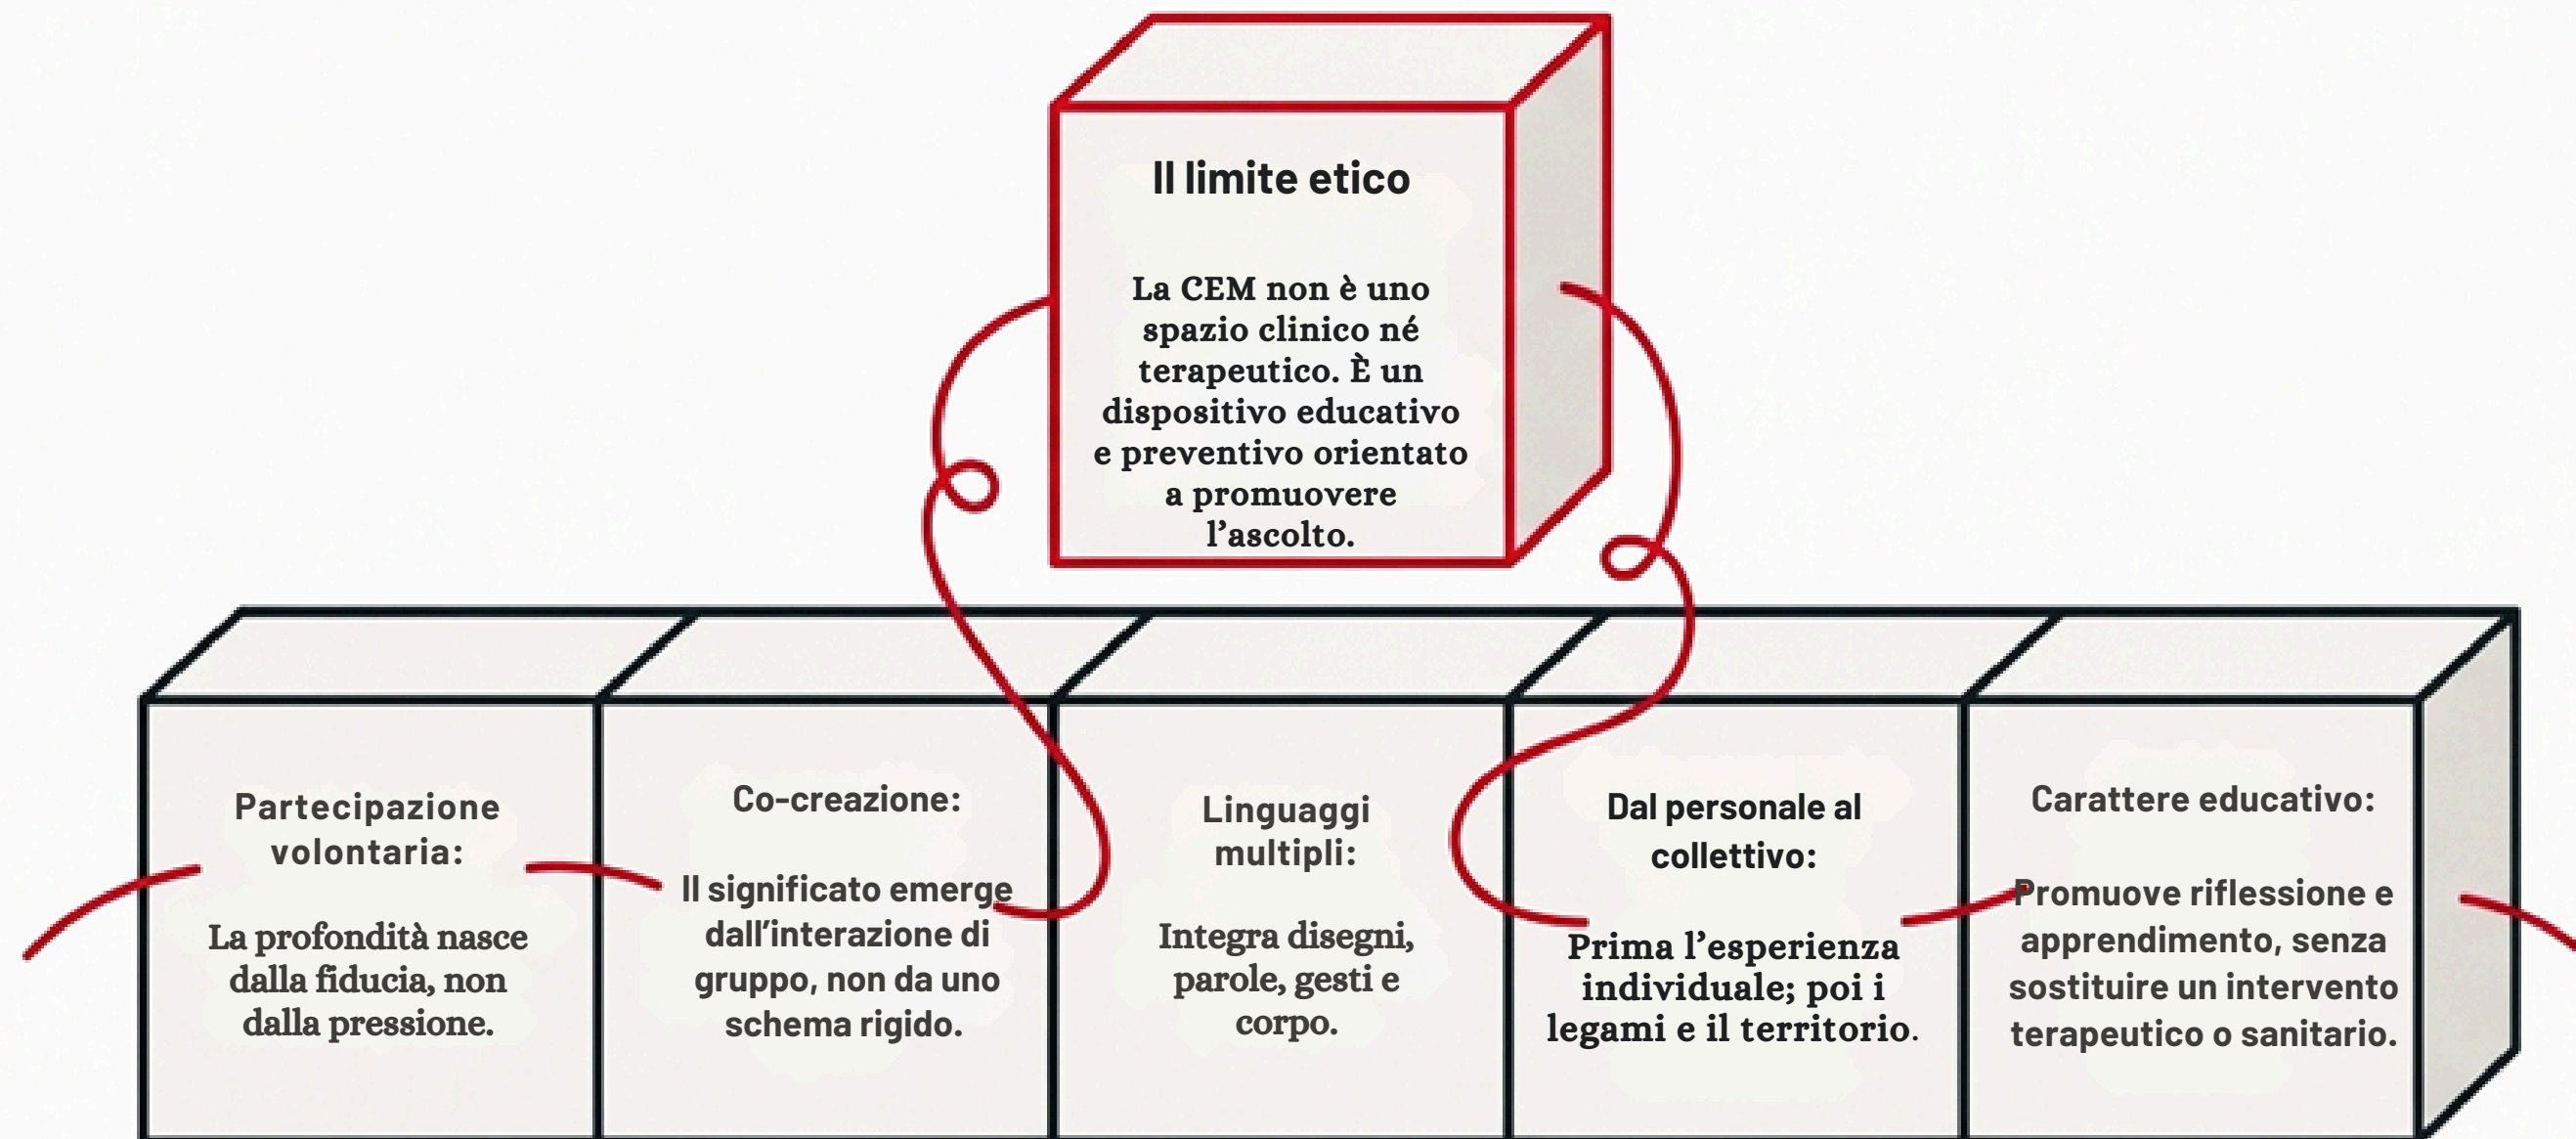 Il limite etico
La CEM non è uno
spazio clinico né
terapeutico. È un
dispositivo educativo
e preventivo orientato
a promuovere
l’ascolto.
Partecipazione
volontaria:
La profondità nasce
dalla fiducia, non
dalla pressione.
Co-creazione:
Il significato emerge
dall’interazione di
gruppo, non da uno
schema rigido.
Linguaggi
multipli:
Integra disegni,
parole, gesti e
corpo.
Dal personale al
collettivo:
Prima l’esperienza
individuale; poi i
legami e il territorio.
Carattere educativo:
Promuove riflessione e
apprendimento, senza
sostituire un intervento
terapeutico o sanitario.